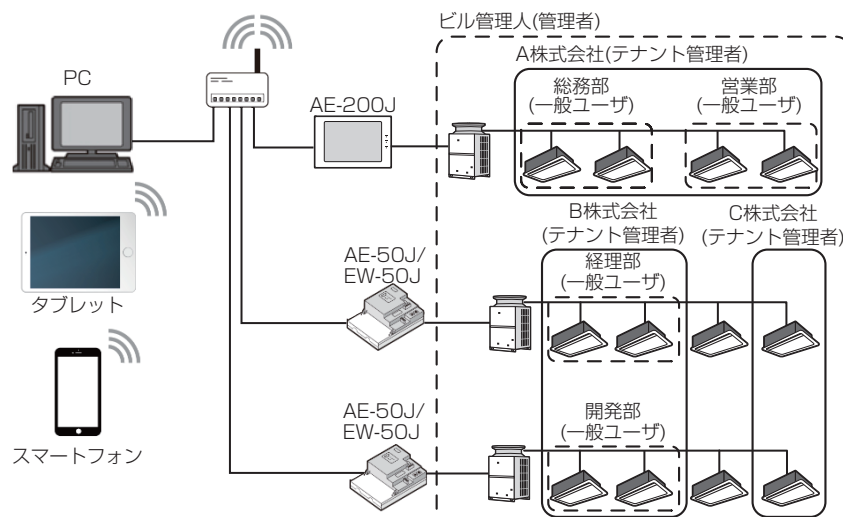 ビル管理人(管理者)
A株式会社(テナント管理者)
総務部
(一般ユーザ)
営業部
(一般ユーザ)
PC
AE-200J
B株式会社
(テナント管理者)
C株式会社
(テナント管理者)
AE-50J/
EW-50J
経理部
(一般ユーザ)
タブレット
AE-50J/
EW-50J
開発部
(一般ユーザ)
スマートフォン